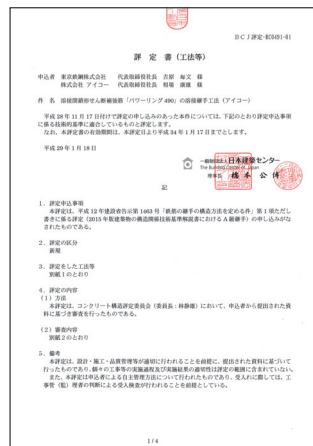 BCJ評定-RC0491-01
評 定 書（工法等）
申込者 東京鉄鋼株式会社 代表取締役社長 吉原 毎文 様
株式会社 アイコー 代表取締役社長 相場 康雄 様
件 名 溶接閉鎖形せん断補強筋「パワーリング 490」の溶接継手工法（アイコー）
平成 28 年 11 月 17 日付けで評定の申し込みのあった本件については、下記のとおり評定申込事項
に係る技術的基準に適合しているものと評定します。
なお、本評定書の有効期間は、本評定日より平成 34 年 1 月 17 日までとします。
平成 29 年 1 月 18 日
一般財団法人 日本建築センター
The Building Center of Japan
理事長 橋 本 公 博
記
1．評定申込事項
本評定は、平成 12 年建設省告示第 1463 号「鉄筋の継手の構造方法を定める件」第 1 項ただし
書きに係る評定（2015 年版建築物の構造関係技術基準解説書における A 級継手）の申し込みがな
されたものである。
2．評定の区分
新規
3．評定をした工法等
別紙 1 のとおり
4．評定の内容
（1）方法
本評定は、コンクリート構造評定委員会（委員長：林静雄）において、申込者から提出された資
料に基づき審査を行ったものである。
（2）審査内容
別紙 2 のとおり
5．備考
本評定は、設計・施工・品質管理等が適切に行われることを前提に、提出された資料に基づいて
行ったものであり、個々の工事等の実施過程及び実施結果の適切性は評定の範囲に含まれていない。
また、本評定は申込者による自主管理方法について行われたものであり、受入れに際しては、工
事管（監）理者の判断による受入検査が行われることを前提としている。
1/4